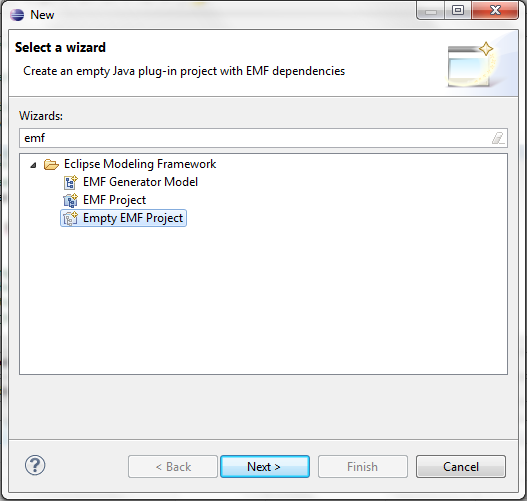 New
Select a wizard
Create an empty Java plug-in project with EMF dependencies
Wizards:
emf
Eclipse Modeling Framework
EMF Generator Model
EMF Project
Empty EMF Project
?
< Back
Next >
Finish
Cancel